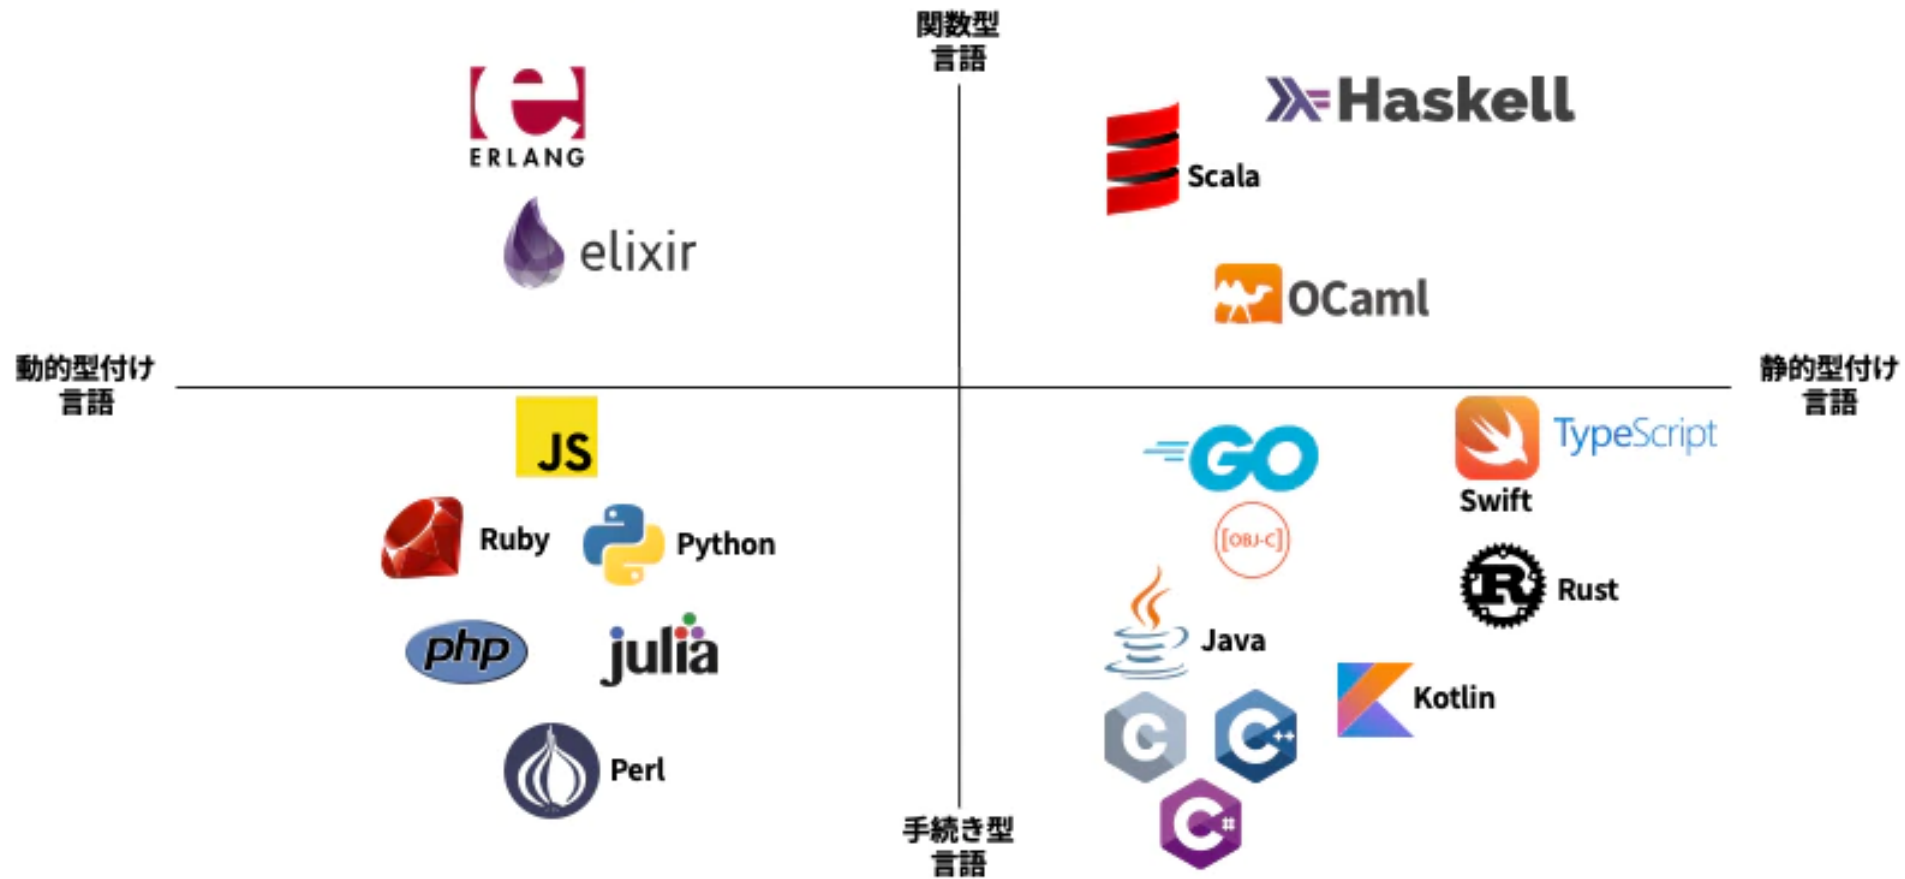 関数型
言語
ERLANG
Haskell
Scala
elixir
OCaml
動的型付け
言語
静的型付け
言語
JS
GO
Swift
TypeScript
Ruby
Python
[OBJ-C]
Rust
php
julia
Java
Kotlin
Perl
C
C++
C#
手続き型
言語